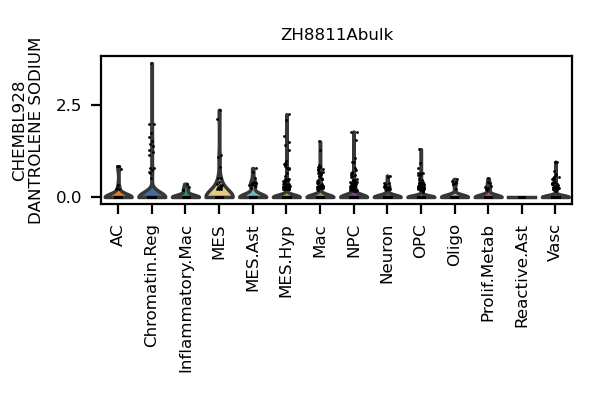 ZH8811Abulk
CHEMBL928
DANTROLENE SODIUM
2.5
0.0
AC
Chromatin.Reg
Inflammatory.Mac
MES
MES.Ast
MES.Hyp
Mac
NPC
Neuron
OPC
Oligo
Prolif.Metab
Reactive.Ast
Vasc